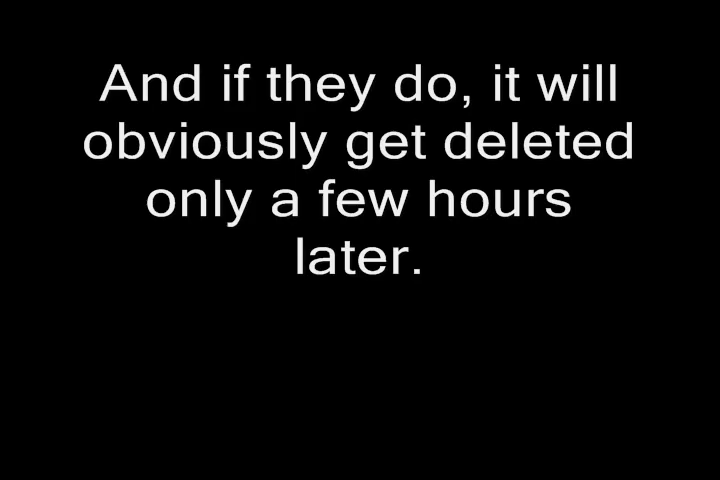 And if they do, it will
obviously get deleted
only a few hours
later.